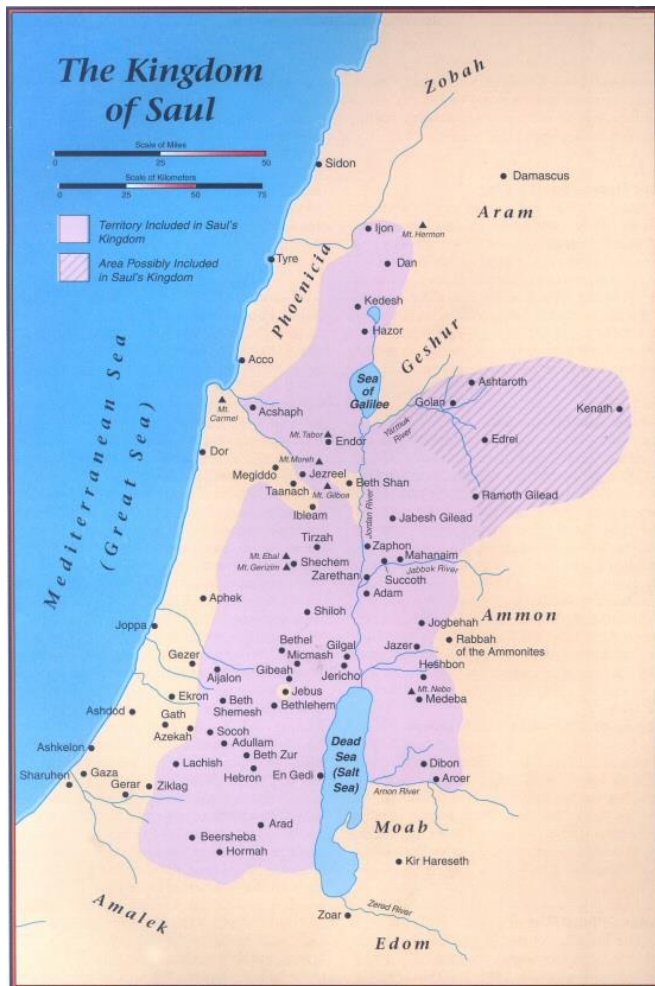 The Kingdom
of Saul
Scale of Miles
0 25 50
Scale of Kilometers
0 25 50 75
Territory Included in Saul's
Kingdom
Area Possibly Included
in Saul's Kingdom
Zobah
Sidon
Damascus
Aram
Ijon
Mt. Hermon
Tyre
Dan
Phoenicia
Kedesh
Hazor
Geshur
Acco
Sea
of
Galilee
Ashtaroth
Golan
Kenath
Mt.
Carmel
Acshaph
Yarmuk
River
Mt. Tabor
Endor
Edrei
Dor
Mt. Moreh
Megiddo
Jezreel
Taanach
Mt. Gilboa
Beth Shan
Ramoth Gilead
Ibleam
Jordan River
Jabesh Gilead
Mediterranean Sea
(Great Sea)
Tirzah
Zaphon
Mahanaim
Mt. Ebal
Shechem
Mt. Gerizim
Zarethan
Succoth
Jabbok River
Adam
Aphek
Shiloh
Ammon
Joppa
Jogbehah
Bethel
Gilgal
Jazer
Rabbah
of the Ammonites
Gezer
Micmash
Gibeah
Jericho
Heshbon
Aijalon
Jebus
Mt. Nebo
Ekron
Beth
Shemesh
Bethlehem
Medeba
Ashdod
Gath
Azekah
Socoh
Adullam
Dead
Sea
(Salt
Sea)
Ashkelon
Beth Zur
Lachish
Hebron
En Gedi
Dibon
Sharuhen
Gaza
Aroer
Gerar
Ziklag
Arnon River
Arad
Moab
Beersheba
Hormah
Kir Hareseth
Amalek
Zoar
Zered River
Edom